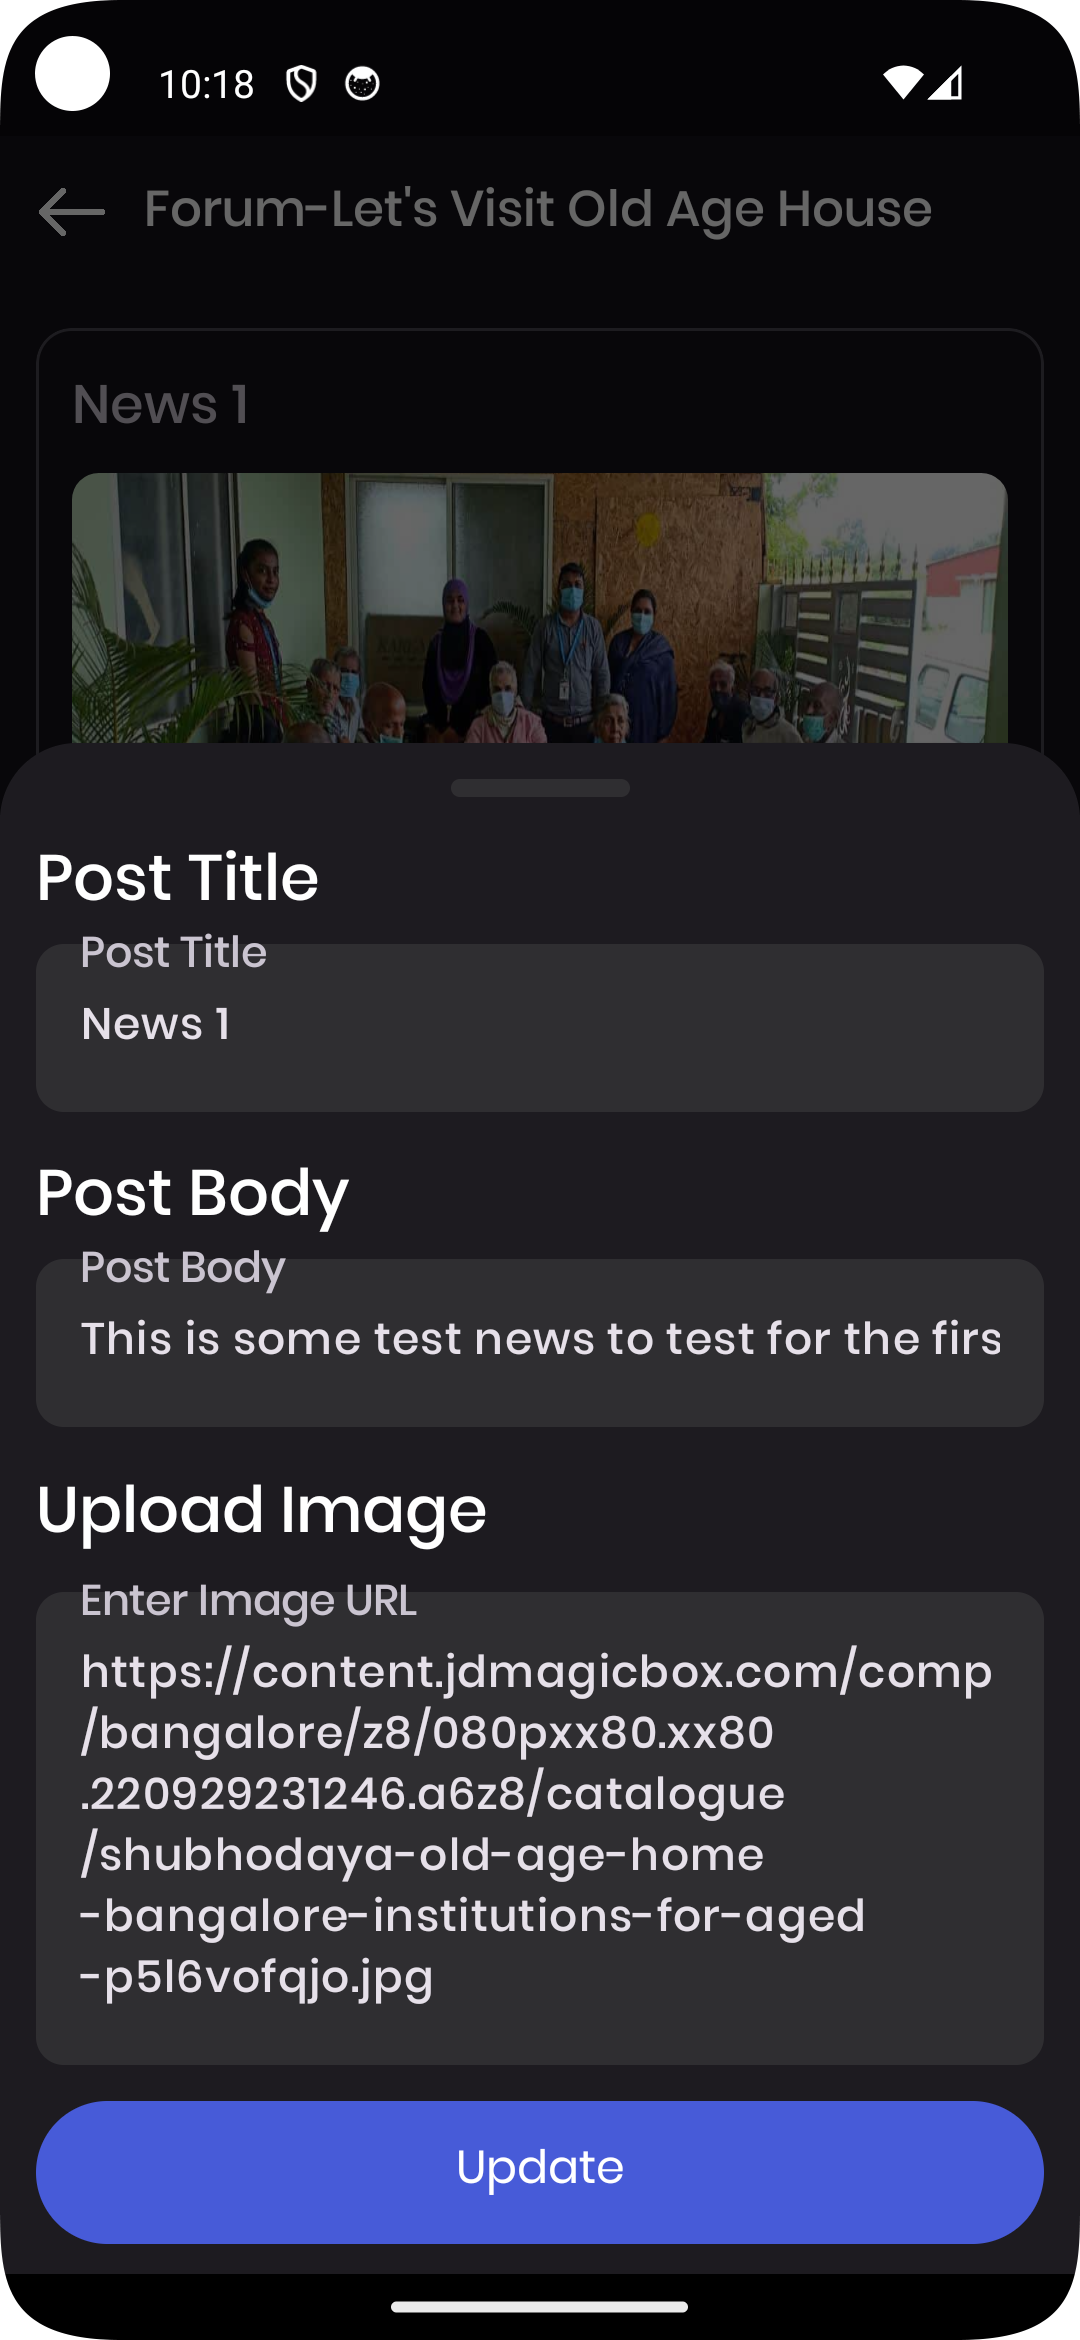 10:18
Forum-Let's Visit Old Age House
News 1
Post Title
Post Title
News 1
Post Body
Post Body
This is some test news to test for the firs
Upload Image
Enter Image URL
https://content.jdmagicbox.com/comp
/bangalore/z8/080pxx80.xx80
.220929231246.a6z8/catalogue
/shubhodaya-old-age-home
-bangalore-institutions-for-aged
-p5l6vofqjo.jpg
Update